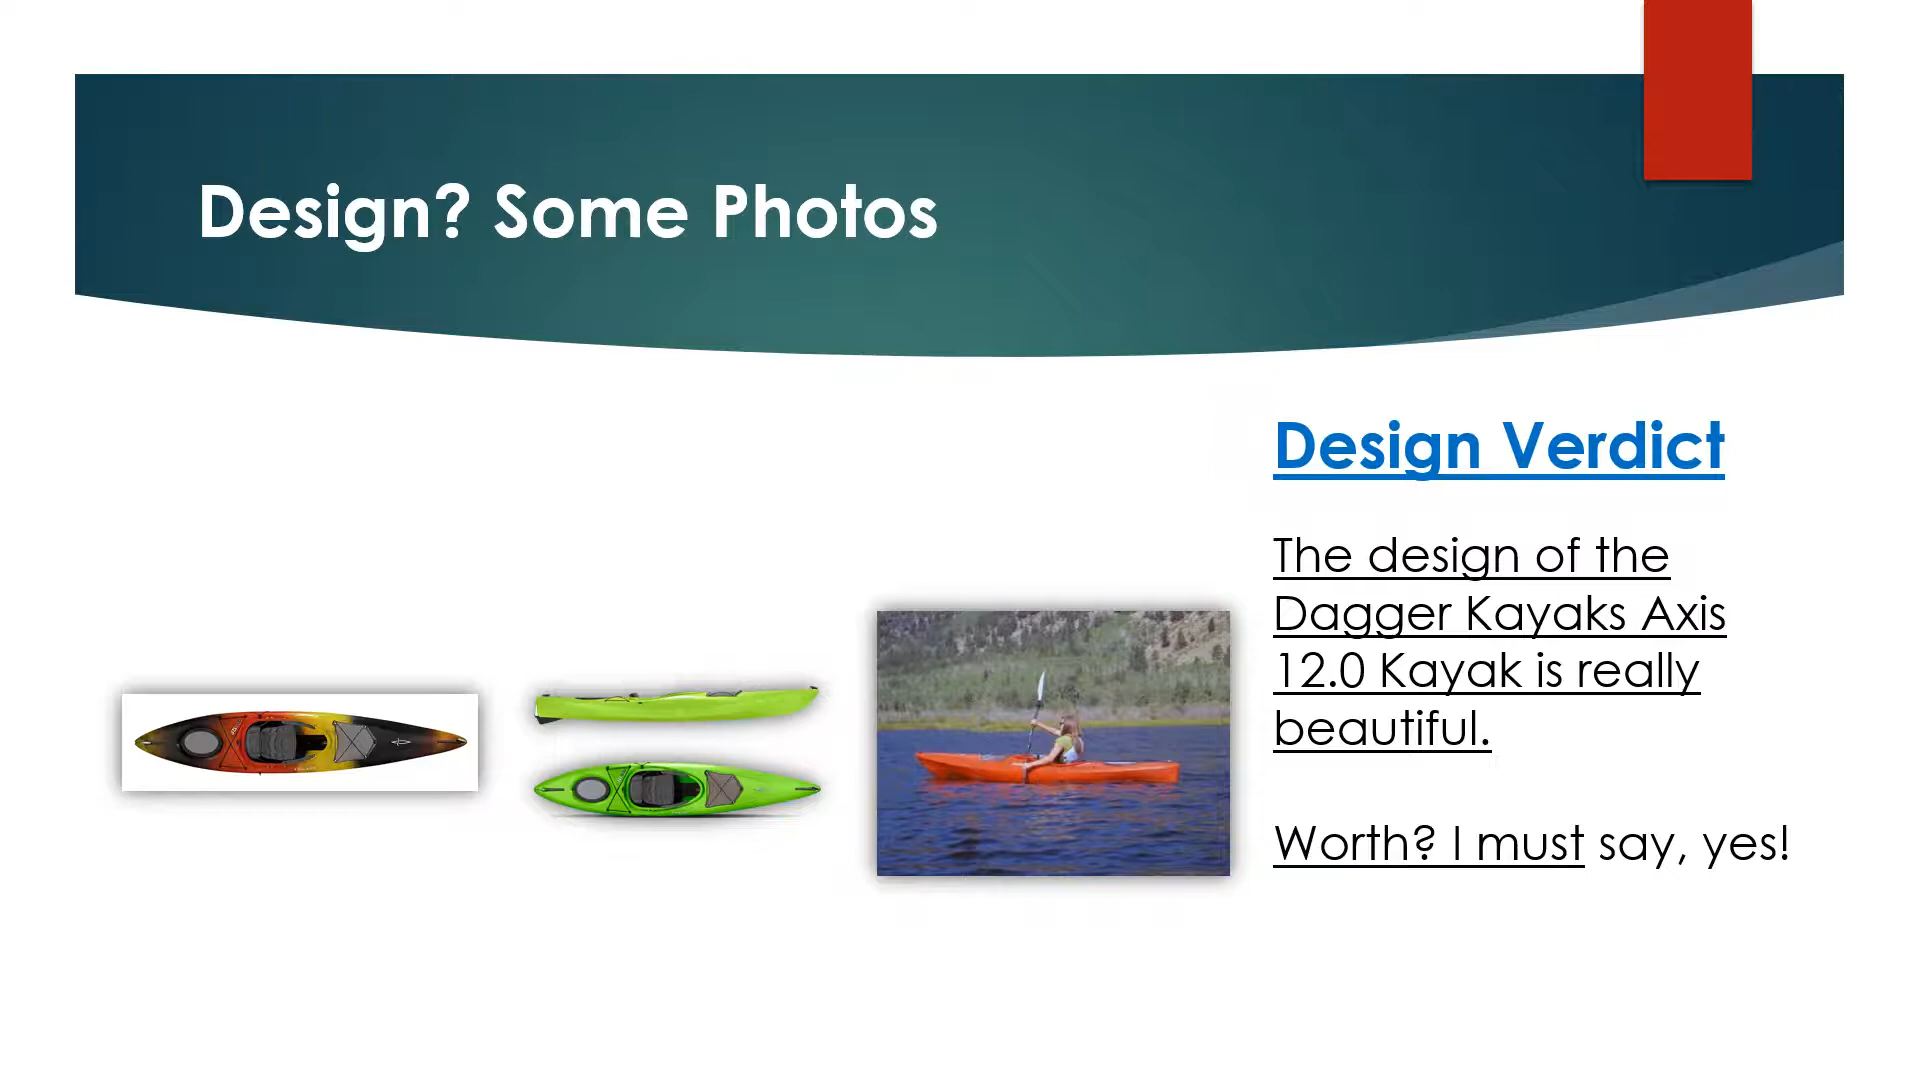 Design? Some Photos
Design Verdict
The design of the
Dagger Kayaks Axis
12.0 Kayak is really
beautiful.
Worth? I must say, yes!